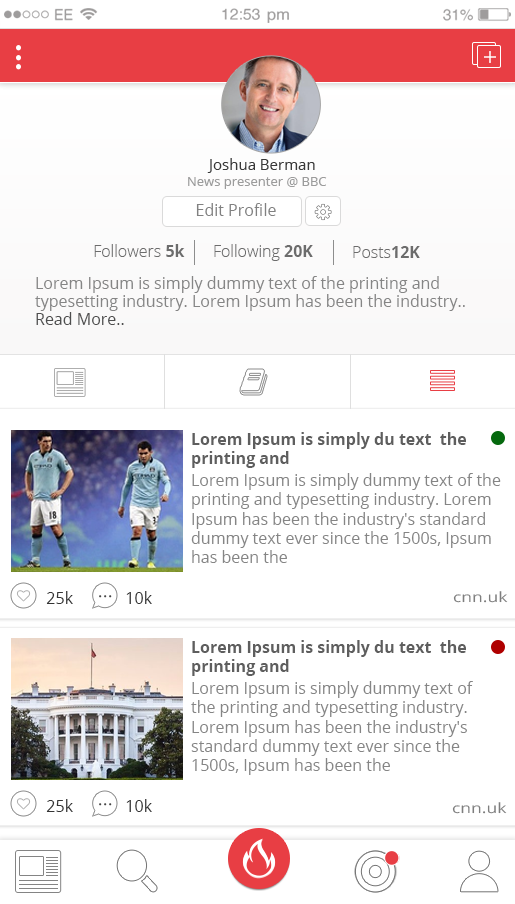 EE 12:53 pm 31%
Joshua Berman
News presenter @ BBC
Edit Profile
Followers 5k Following 20K Posts12K
Lorem Ipsum is simply dummy text of the printing and
typesetting industry. Lorem Ipsum has been the industry..
Read More..
Lorem Ipsum is simply du text the
printing and
Lorem Ipsum is simply dummy text of the
printing and typesetting industry. Lorem
Ipsum has been the industry's standard
dummy text ever since the 1500s, Ipsum
has been the
25k 10k cnn.uk
Lorem Ipsum is simply du text the
printing and
Lorem Ipsum is simply dummy text of
the printing and typesetting industry.
Lorem Ipsum has been the industry's
standard dummy text ever since the
1500s, Ipsum has been the
25k 10k cnn.uk